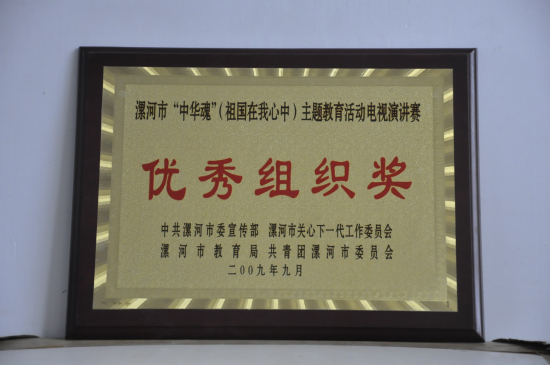 漯河市“中华魂”（祖国在我心中）主题教育活动电视演讲赛
优秀组织奖
中共漯河市委宣传部 漯河市关心下一代工作委员会
漯河市教育局 共青团漯河市委员会
二00九年九月